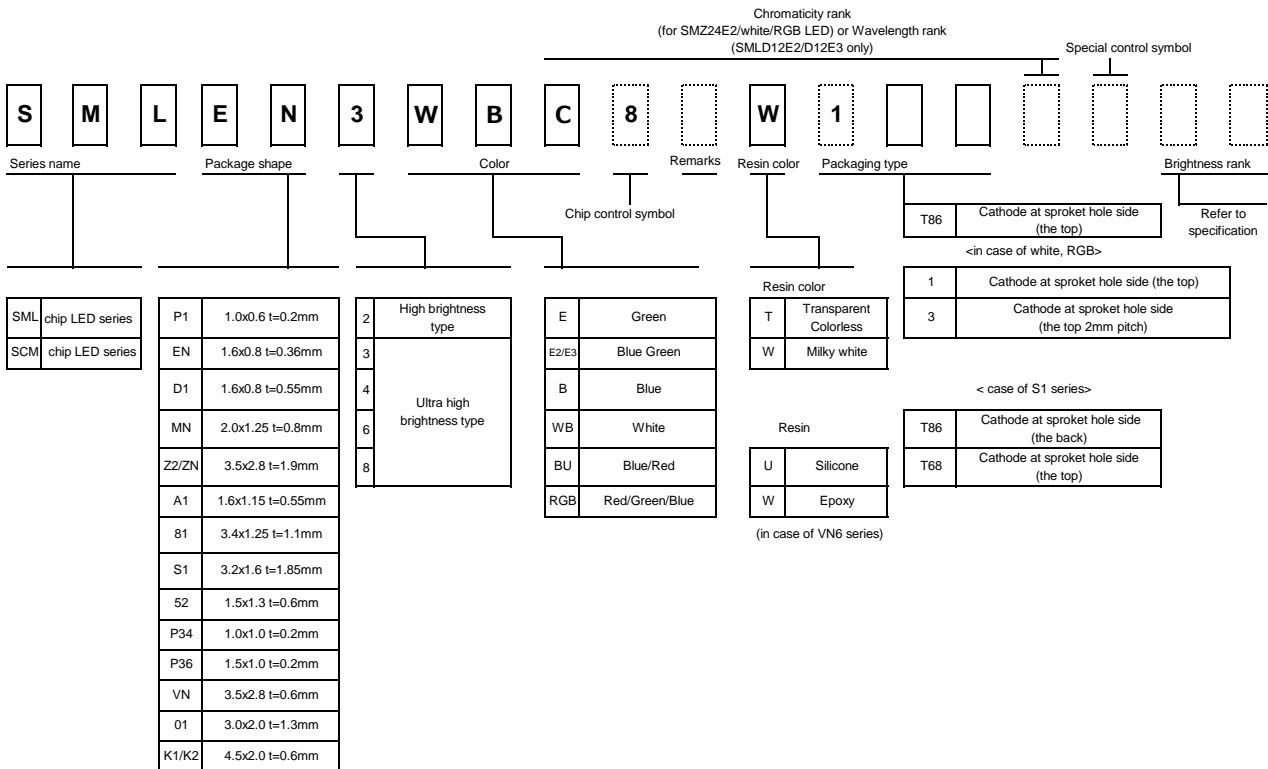 Chromaticity rank
(for SMZ24E2/white/RGB LED) or Wavelength rank
(SMLD12E2/D12E3 only)
Special control symbol
S M L E N 3 W B C 8 W 1
Series name
Package shape
Color
Remarks
Resin color
Packaging type
Brightness rank
Chip control symbol
Refer to
specification
T86 Cathode at sproket hole side
(the top)
<in case of white, RGB>
1 Cathode at sproket hole side (the top)
3 Cathode at sproket hole side
(the top 2mm pitch)
< case of S1 series>
T86 Cathode at sproket hole side
(the back)
T68 Cathode at sproket hole side
(the top)
SML chip LED series
SCM chip LED series
P1 1.0x0.6 t=0.2mm
EN 1.6x0.8 t=0.36mm
D1 1.6x0.8 t=0.55mm
MN 2.0x1.25 t=0.8mm
Z2/ZN 3.5x2.8 t=1.9mm
A1 1.6x1.15 t=0.55mm
81 3.4x1.25 t=1.1mm
S1 3.2x1.6 t=1.85mm
52 1.5x1.3 t=0.6mm
P34 1.0x1.0 t=0.2mm
P36 1.5x1.0 t=0.2mm
VN 3.5x2.8 t=0.6mm
01 3.0x2.0 t=1.3mm
K1/K2 4.5x2.0 t=0.6mm
2 High brightness
type
3
4
6
8
Ultra high
brightness type
E Green
E2/E3 Blue Green
B Blue
WB White
BU Blue/Red
RGB Red/Green/Blue
Resin color
T Transparent
Colorless
W Milky white
Resin
U Silicone
W Epoxy
(in case of VN6 series)